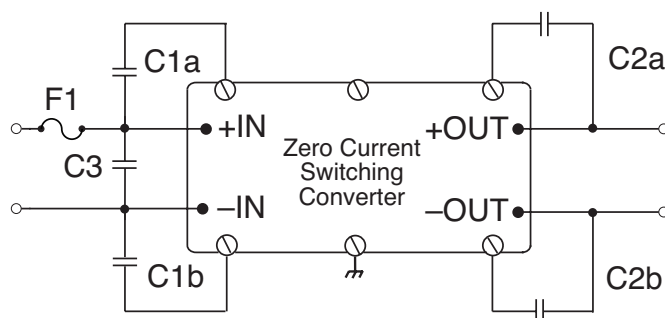 C1a
C2a
F1
+IN
+OUT
Zero Current
Switching
Converter
C3
–IN
–OUT
C1b
C2b